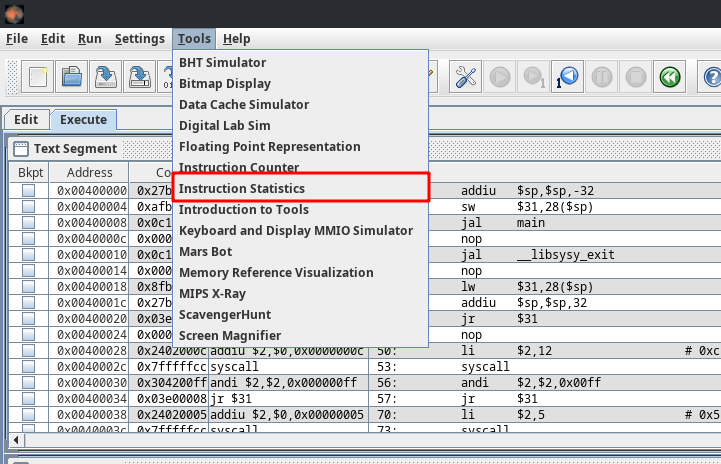 File Edit Run Settings Tools Help
BHT Simulator
Bitmap Display
Data Cache Simulator
Digital Lab Sim
Floating Point Representation
Instruction Counter
Instruction Statistics
Introduction to Tools
Keyboard and Display MMIO Simulator
Mars Bot
Memory Reference Visualization
MIPS X-Ray
ScavengerHunt
Screen Magnifier
Edit Execute
Text Segment
Bkpt Address Co
0x00400000 0x27b addiu $sp,$sp,-32
0x00400004 0xafb sw $31,28($sp)
0x00400008 0x0c1 jal main
0x0040000c 0x000 nop
0x00400010 0x0c1 jal __libsysy_exit
0x00400014 0x000 nop
0x00400018 0x8fb lw $31,28($sp)
0x0040001c 0x27b addiu $sp,$sp,32
0x00400020 0x03e jr $31
0x00400024 0x000 nop
0x00400028 0x2402000c addiu $2,$0,0x0000000c 50: li $2,12 # 0xc
0x0040002c 0x7fffffcc syscall 53: syscall
0x00400030 0x304200ff andi $2,$2,0x000000ff 56: andi $2,$2,0x00ff
0x00400034 0x03e00008 jr $31 57: jr $31
0x00400038 0x24020005 addiu $2,$0,0x00000005 70: li $2,5 # 0x5
0x0040003c 0x7fffffcc syscall 73: syscall